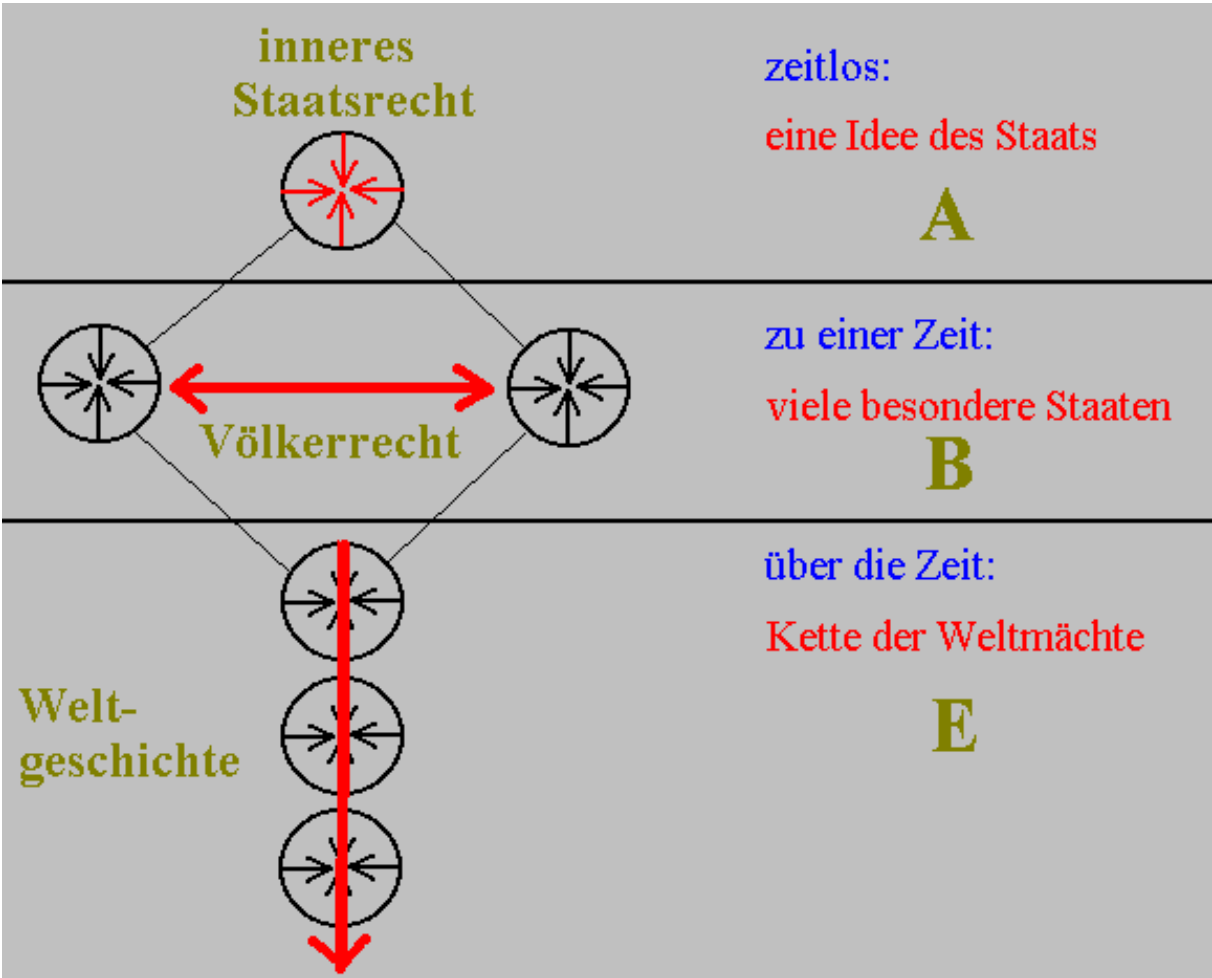 inneres
Staatsrecht
zeitlos:
eine Idee des Staats
A
Völkerrecht
zu einer Zeit:
viele besondere Staaten
B
Welt-
geschichte
über die Zeit:
Kette der Weltmächte
E